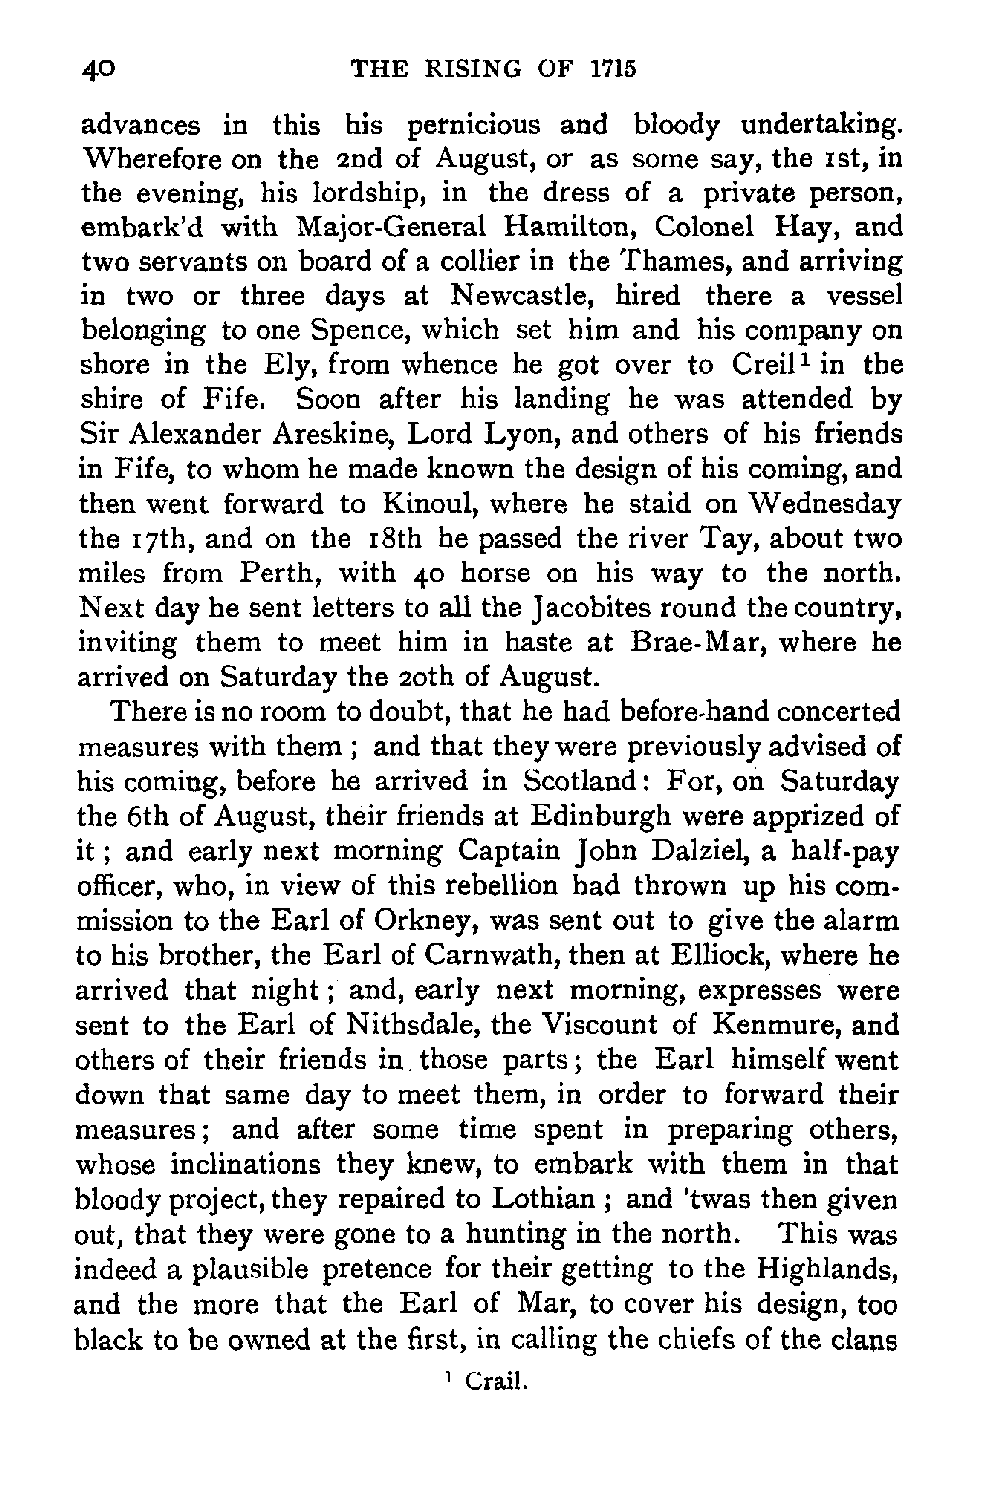 40 THE RISING OF 1715
advances in this his pernicious and bloody undertaking.
Wherefore on the 2nd of August, or as some say, the 1st, in
the evening, his lordship, in the dress of a private person,
embark'd with Major-General Hamilton, Colonel Hay, and
two servants on board of a collier in the Thames, and arriving
in two or three days at Newcastle, hired there a vessel
belonging to one Spence, which set him and his company on
shore in the Ely, from whence he got over to Creil¹ in the
shire of Fife. Soon after his landing he was attended by
Sir Alexander Areskine, Lord Lyon, and others of his friends
in Fife, to whom he made known the design of his coming, and
then went forward to Kinoul, where he staid on Wednesday
the 17th, and on the 18th he passed the river Tay, about two
miles from Perth, with 40 horse on his way to the north.
Next day he sent letters to all the Jacobites round the country,
inviting them to meet him in haste at Brae-Mar, where he
arrived on Saturday the 20th of August.
There is no room to doubt, that he had before-hand concerted
measures with them ; and that they were previously advised of
his coming, before he arrived in Scotland : For, on Saturday
the 6th of August, their friends at Edinburgh were apprized of
it ; and early next morning Captain John Dalziel, a half-pay
officer, who, in view of this rebellion had thrown up his com-
mission to the Earl of Orkney, was sent out to give the alarm
to his brother, the Earl of Carnwath, then at Elliock, where he
arrived that night ; and, early next morning, expresses were
sent to the Earl of Nithsdale, the Viscount of Kenmure, and
others of their friends in those parts ; the Earl himself went
down that same day to meet them, in order to forward their
measures ; and after some time spent in preparing others,
whose inclinations they knew, to embark with them in that
bloody project, they repaired to Lothian ; and 'twas then given
out, that they were gone to a hunting in the north. This was
indeed a plausible pretence for their getting to the Highlands,
and the more that the Earl of Mar, to cover his design, too
black to be owned at the first, in calling the chiefs of the clans
¹ Crail.